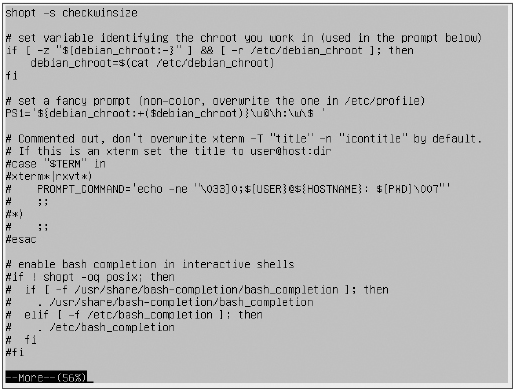 shopt -s checkwinsize

# set variable identifying the chroot you work in (used in the prompt below)
if [ -z "${debian_chroot:-}" ] && [ -r /etc/debian_chroot ]; then
    debian_chroot=$(cat /etc/debian_chroot)
fi

# set a fancy prompt (non-color, overwrite the one in /etc/profile)
PS1='${debian_chroot:+($debian_chroot)}\u@\h:\w\$ '

# Commented out, don't overwrite xterm -T "title" -n "icontitle" by default.
# If this is an xterm set the title to user@host:dir
#case "$TERM" in
#xterm*|rxvt*)
#    PROMPT_COMMAND='echo -ne "\033]0;${USER}@${HOSTNAME}: ${PWD}\007"'
#    ;;
#*)
#    ;;
#esac

# enable bash completion in interactive shells
#if ! shopt -oq posix; then
#  if [ -f /usr/share/bash-completion/bash_completion ]; then
#    . /usr/share/bash-completion/bash_completion
#  elif [ -f /etc/bash_completion ]; then
#    . /etc/bash_completion
#  fi
#fi

--More--(56%)_